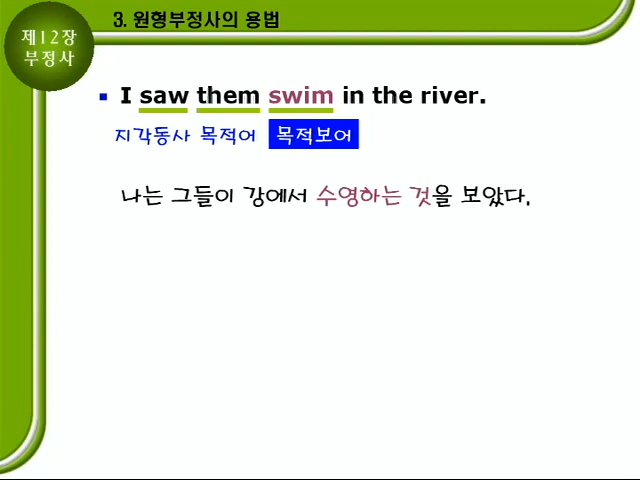 3. 원형부정사의 용법
제12장
부정사
I saw them swim in the river.
지각동사 목적어 목적보어
나는 그들이 강에서 수영하는 것을 보았다.